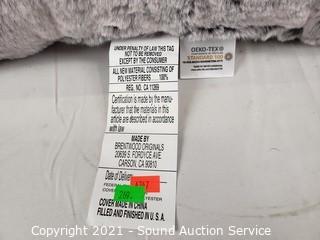 UNDER PENALTY OF LAW THIS TAG
NOT TO BE REMOVED
EXCEPT BY THE CONSUMER
ALL NEW MATERIAL CONSISTING OF
POLYESTER FIBERS 100%
REG. NO. CA 11269
Certification is made by the manu-
facturer that the materials in this
article are described in accordance
with law
MADE BY
BRENTWOOD ORIGINALS
20639 S. FORDYCE AVE
CARSON, CA 90810
Date of Delivery
COVER MADE IN CHINA
FILLED AND FINISHED IN U.S.A.
OEKO-TEX®
STANDARD 100
Copyright 2021 - Sound Auction Service